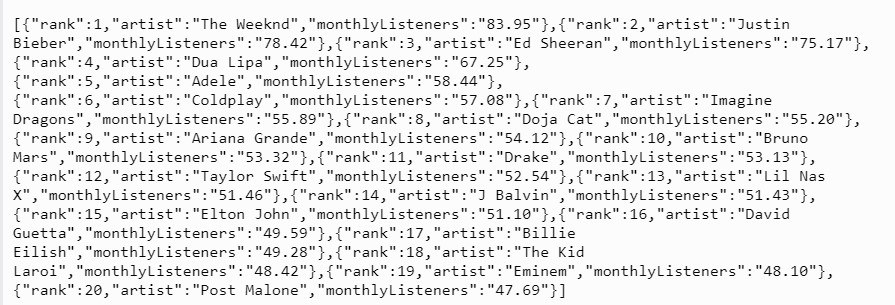 [{"rank":1,"artist":"The Weeknd","monthlyListeners":"83.95"},{"rank":2,"artist":"Justin
Bieber","monthlyListeners":"78.42"},{"rank":3,"artist":"Ed Sheeran","monthlyListeners":"75.17"},
{"rank":4,"artist":"Dua Lipa","monthlyListeners":"67.25"},
{"rank":5,"artist":"Adele","monthlyListeners":"58.44"},
{"rank":6,"artist":"Coldplay","monthlyListeners":"57.08"},{"rank":7,"artist":"Imagine
Dragons","monthlyListeners":"55.89"},{"rank":8,"artist":"Doja Cat","monthlyListeners":"55.20"},
{"rank":9,"artist":"Ariana Grande","monthlyListeners":"54.12"},{"rank":10,"artist":"Bruno
Mars","monthlyListeners":"53.32"},{"rank":11,"artist":"Drake","monthlyListeners":"53.13"},
{"rank":12,"artist":"Taylor Swift","monthlyListeners":"52.54"},{"rank":13,"artist":"Lil Nas
X","monthlyListeners":"51.46"},{"rank":14,"artist":"J Balvin","monthlyListeners":"51.43"},
{"rank":15,"artist":"Elton John","monthlyListeners":"51.10"},{"rank":16,"artist":"David
Guetta","monthlyListeners":"49.59"},{"rank":17,"artist":"Billie
Eilish","monthlyListeners":"49.28"},{"rank":18,"artist":"The Kid
Laroi","monthlyListeners":"48.42"},{"rank":19,"artist":"Eminem","monthlyListeners":"48.10"},
{"rank":20,"artist":"Post Malone","monthlyListeners":"47.69"}]